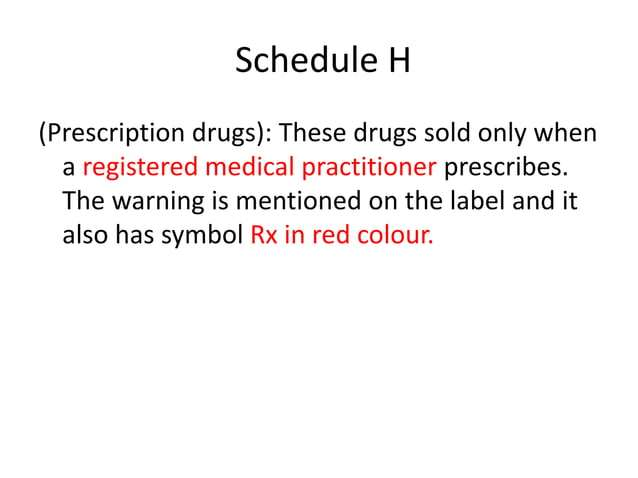 Schedule H
(Prescription drugs): These drugs sold only when
a registered medical practitioner prescribes.
The warning is mentioned on the label and it
also has symbol Rx in red colour.